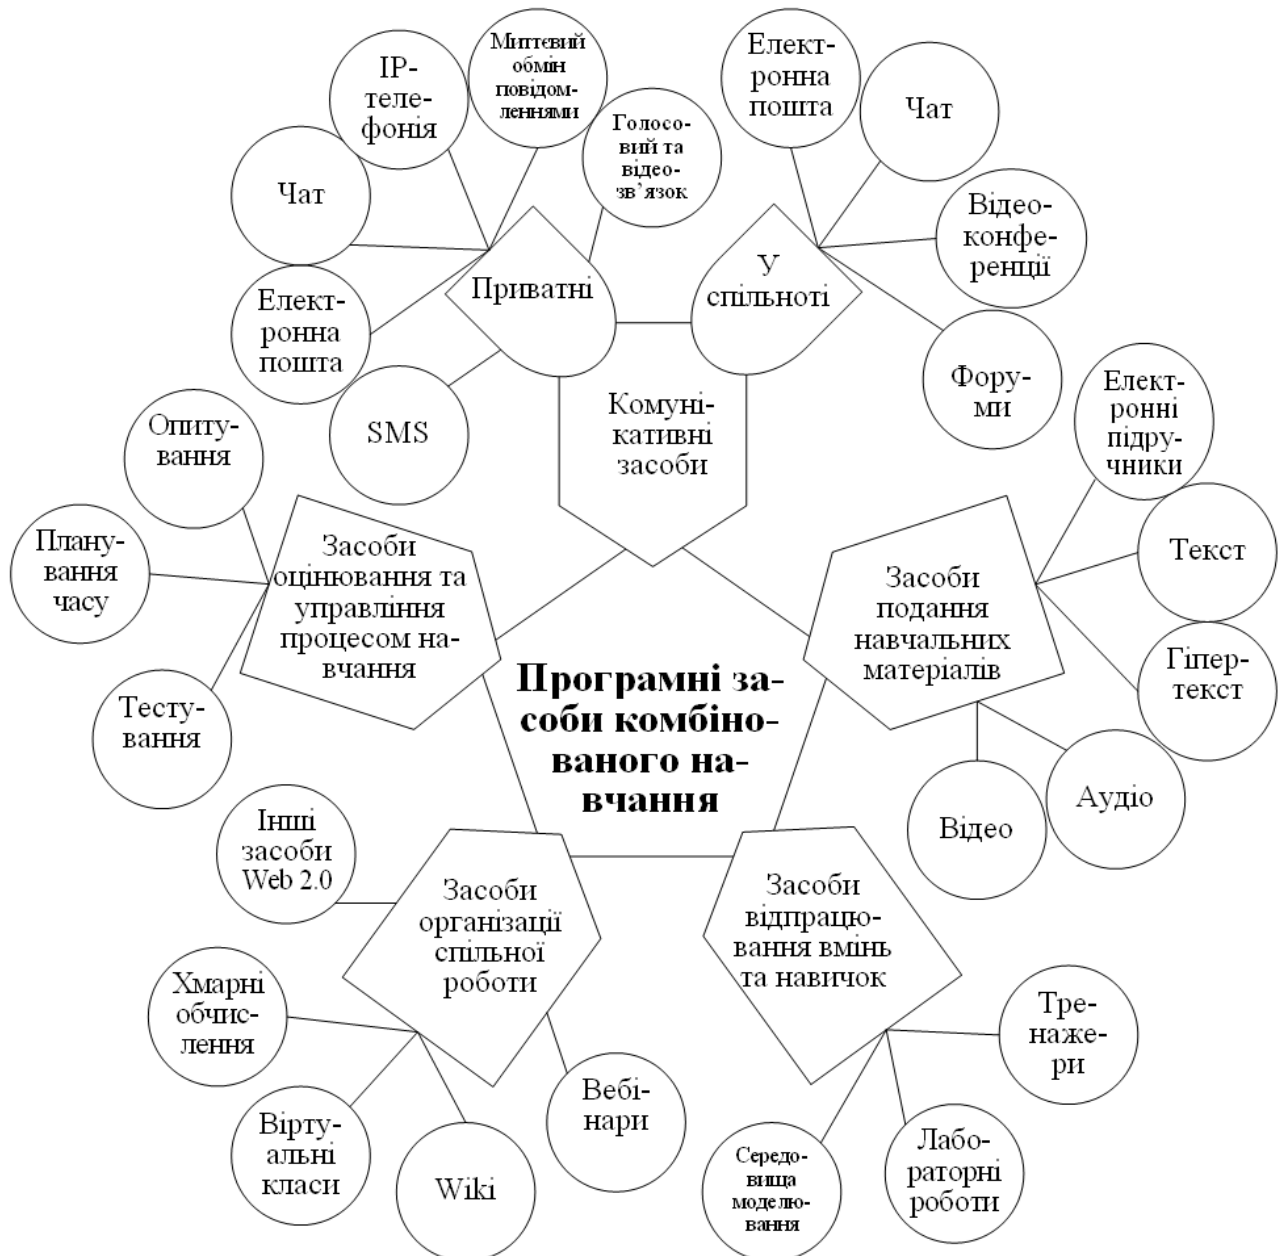 Миттєвий
обмін
повідом-
леннями
Елект-
ронна
пошта
IP-
теле-
фонія
Чат
Голосо-
вий та
відео-
зв’язок
Чат
Відео-
конфе-
ренції
Приватні
У
спільноті
Елект-
ронна
пошта
Фору-
ми
SMS
Комуні-
кативні
засоби
Елект-
ронні
підру-
чники
Опиту-
вання
Плану-
вання
часу
Засоби
оцінювання та
управління
процесом на-
вчання
Засоби
подання
навчальних
матеріалів
Текст
Гіпер-
текст
Тесту-
вання
Програмні за-
соби комбіно-
ваного на-
вчання
Відео
Аудіо
Інші
засоби
Web 2.0
Засоби
організації
спільної
роботи
Засоби
відпрацю-
вання вмінь
та навичок
Хмарні
обчис-
лення
Тре-
наже-
ри
Вірту-
альні
класи
Wiki
Вебі-
нари
Середо-
вища
моделю-
вання
Лабо-
раторні
роботи